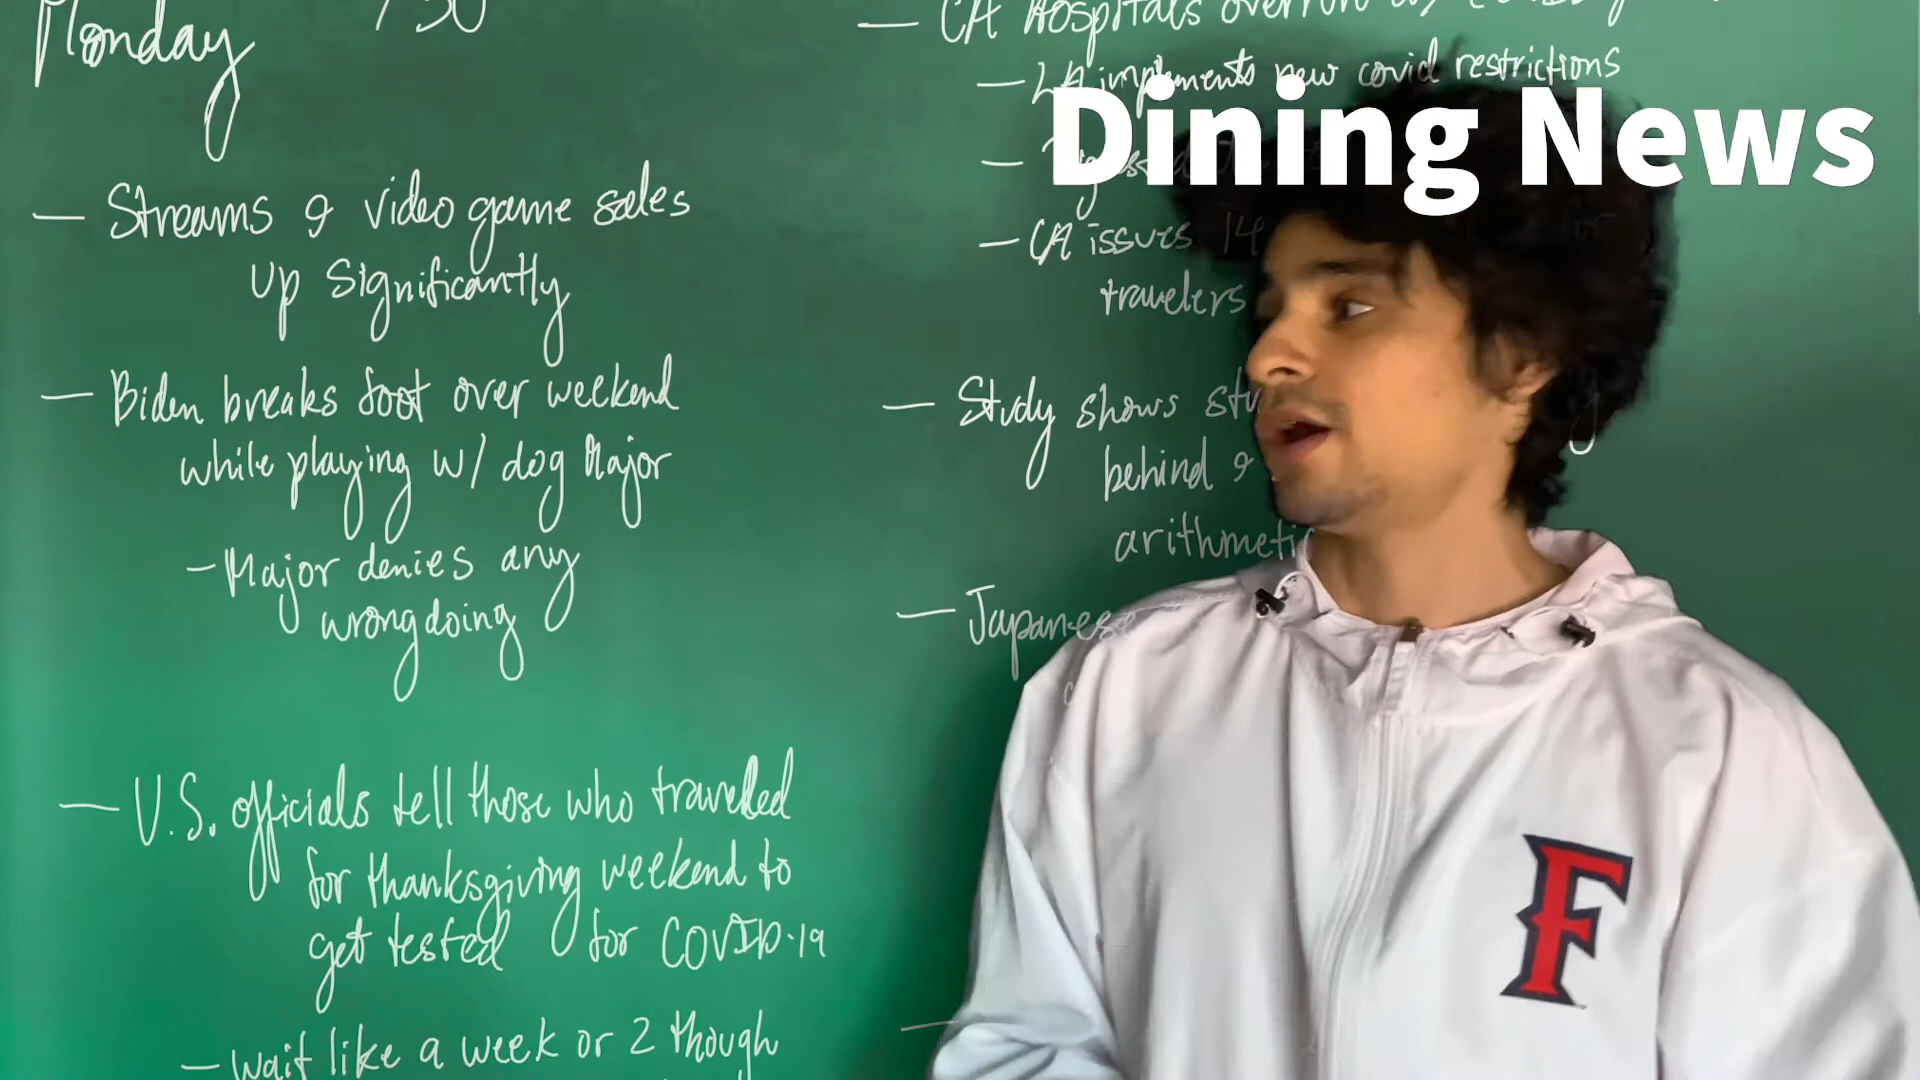 Monday /30
— Streams & video game sales
up significantly
— Biden breaks foot over weekend
while playing w/ dog Major
- Major denies any
wrongdoing
— U.S. officials tell those who travelled
for thanksgiving weekend to
get tested for COVID-19
— wait like a week or 2 though
— CA Hospitals overrun
— LA implements new covid restrictions
Dining News
— CA issues 14
travelers
— Study shows
behind &
arithmetic
— Japanese
F